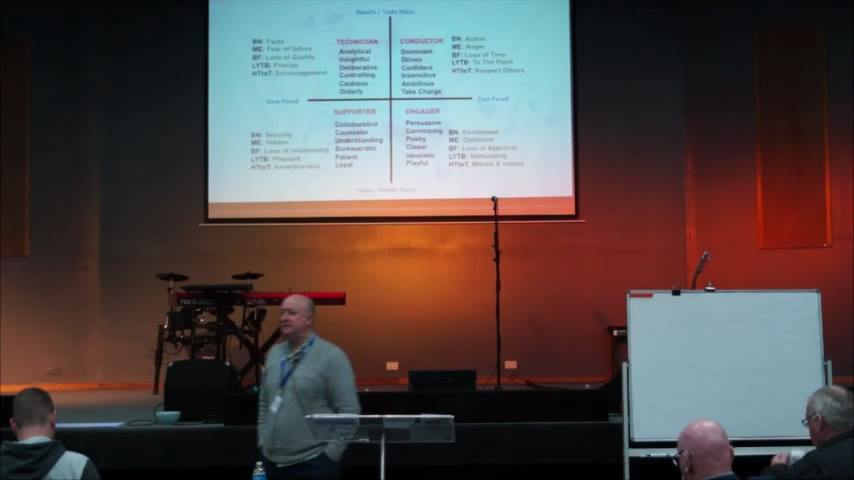 Results / Tasks Focus
BN: Facts
ME: Fear of failure
BF: Loss of Quality
LYTB: Precise
HTtoT: Encouragement
TECHNICIAN
Analytical
Insightful
Deliberative
Controlling
Cautious
Orderly
CONDUCTOR
Dominant
Driven
Confident
Insensitive
Ambitious
Take Charge
BN: Action
ME: Anger
BF: Loss of Time
LYTB: To The Point
HTtoT: Respect Others
Slow Paced
Fast Paced
BN: Security
ME: Hidden
BF: Loss of relationship
LYTB: Pleasant
HTtoT: Assertiveness
SUPPORTER
Collaborative
Counselor
Understanding
Bureaucratic
Patient
Loyal
ENGAGER
Persuasive
Convincing
Pushy
Closer
Idealistic
Playful
BN: Excitement
ME: Optimism
BF: Loss of Approval
LYTB: Stimulating
HTtoT: Morals & Values
Team / People Focus
nord